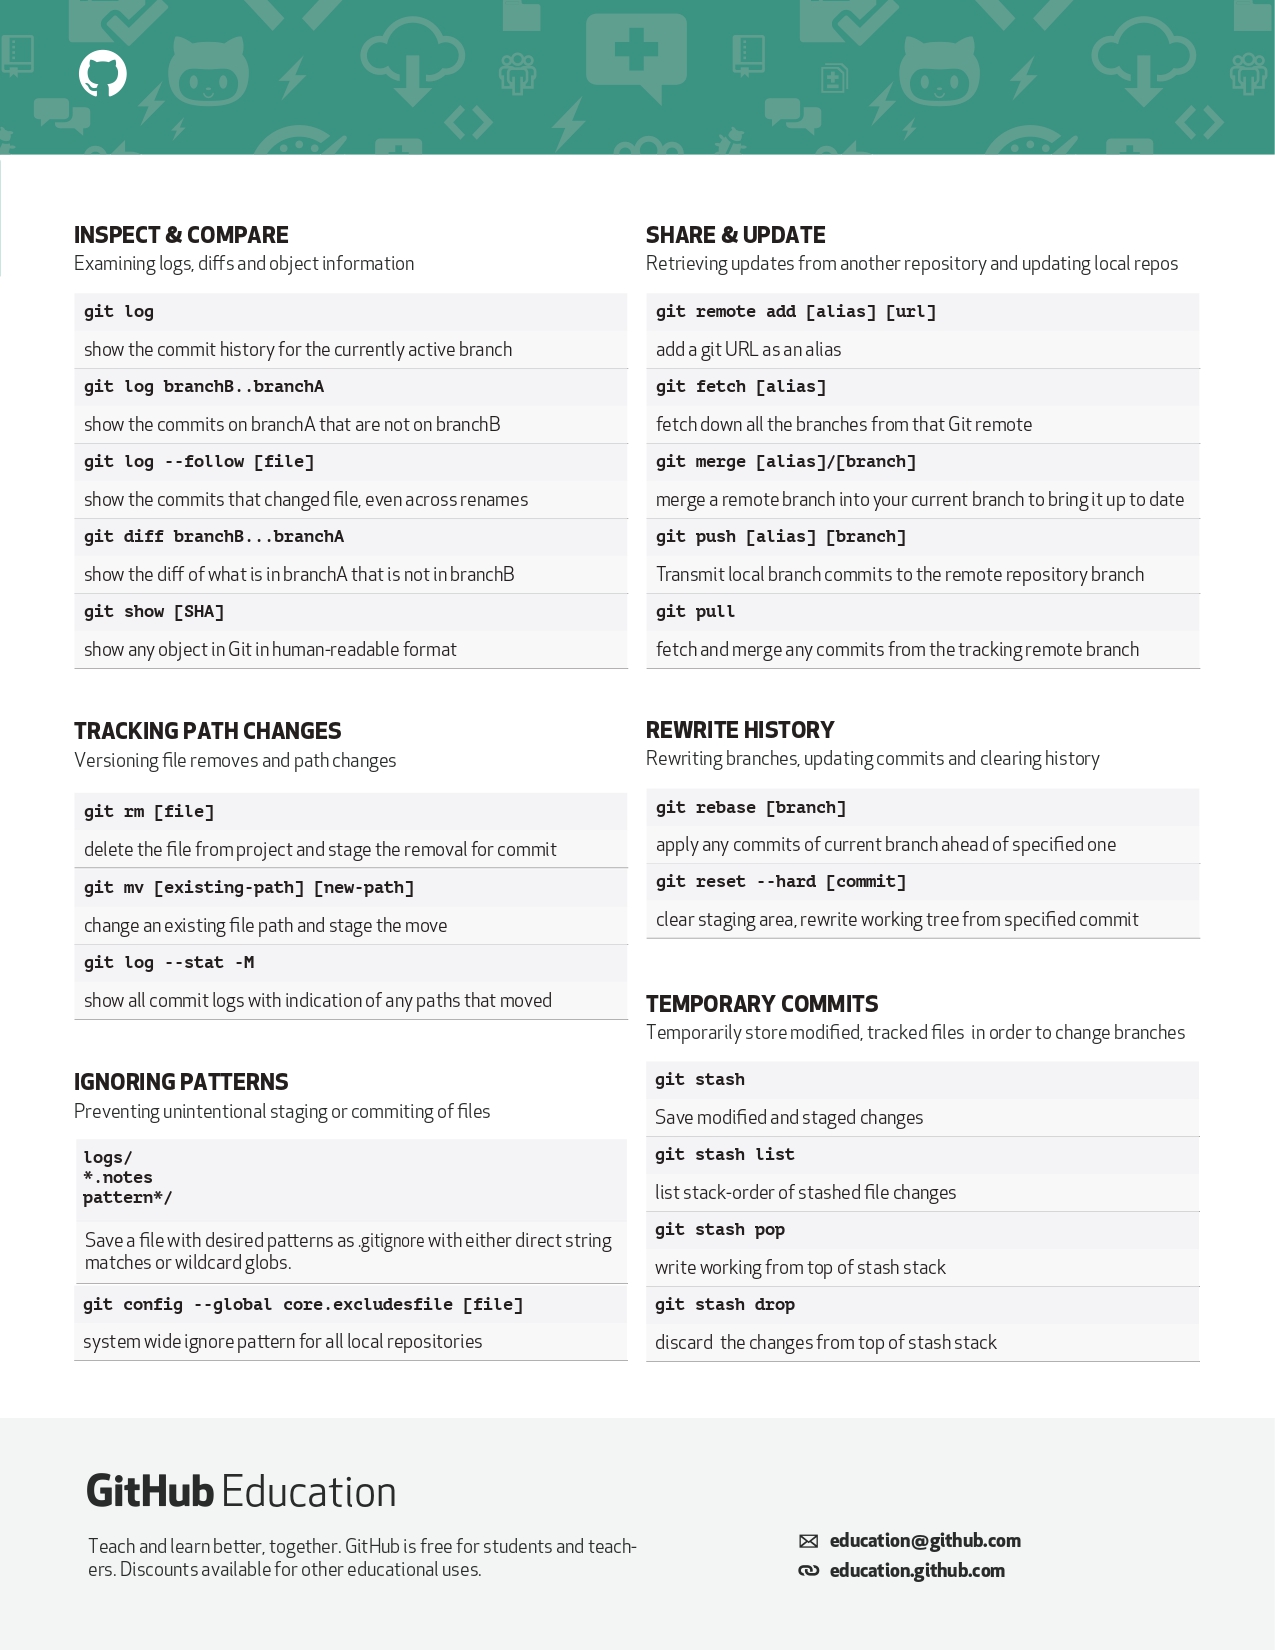 INSPECT & COMPARE
Examining logs, diffs and object information
git log
show the commit history for the currently active branch
git log branchB..branchA
show the commits on branchA that are not on branchB
git log --follow [file]
show the commits that changed file, even across renames
git diff branchB...branchA
show the diff of what is in branchA that is not in branchB
git show [SHA]
show any object in Git in human-readable format
TRACKING PATH CHANGES
Versioning file removes and path changes
git rm [file]
delete the file from project and stage the removal for commit
git mv [existing-path] [new-path]
change an existing file path and stage the move
git log --stat -M
show all commit logs with indication of any paths that moved
IGNORING PATTERNS
Preventing unintentional staging or commiting of files
logs/
*.notes
pattern*/
Save a file with desired patterns as .gitignore with either direct string
matches or wildcard globs.
git config --global core.excludesfile [file]
system wide ignore pattern for all local repositories
SHARE & UPDATE
Retrieving updates from another repository and updating local repos
git remote add [alias] [url]
add a git URL as an alias
git fetch [alias]
fetch down all the branches from that Git remote
git merge [alias]/[branch]
merge a remote branch into your current branch to bring it up to date
git push [alias] [branch]
Transmit local branch commits to the remote repository branch
git pull
fetch and merge any commits from the tracking remote branch
REWRITE HISTORY
Rewriting branches, updating commits and clearing history
git rebase [branch]
apply any commits of current branch ahead of specified one
git reset --hard [commit]
clear staging area, rewrite working tree from specified commit
TEMPORARY COMMITS
Temporarily store modified, tracked files in order to change branches
git stash
Save modified and staged changes
git stash list
list stack-order of stashed file changes
git stash pop
write working from top of stash stack
git stash drop
discard the changes from top of stash stack
GitHub Education
Teach and learn better, together. GitHub is free for students and teach-
ers. Discounts available for other educational uses.
education@github.com
education.github.com